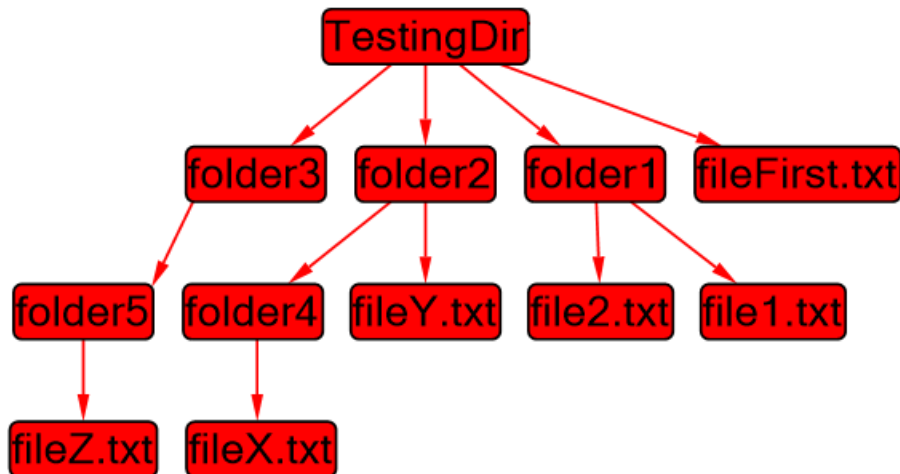 TestingDir
folder3
folder2
folder1
fileFirst.txt
folder5
folder4
fileY.txt
file2.txt
file1.txt
fileZ.txt
fileX.txt